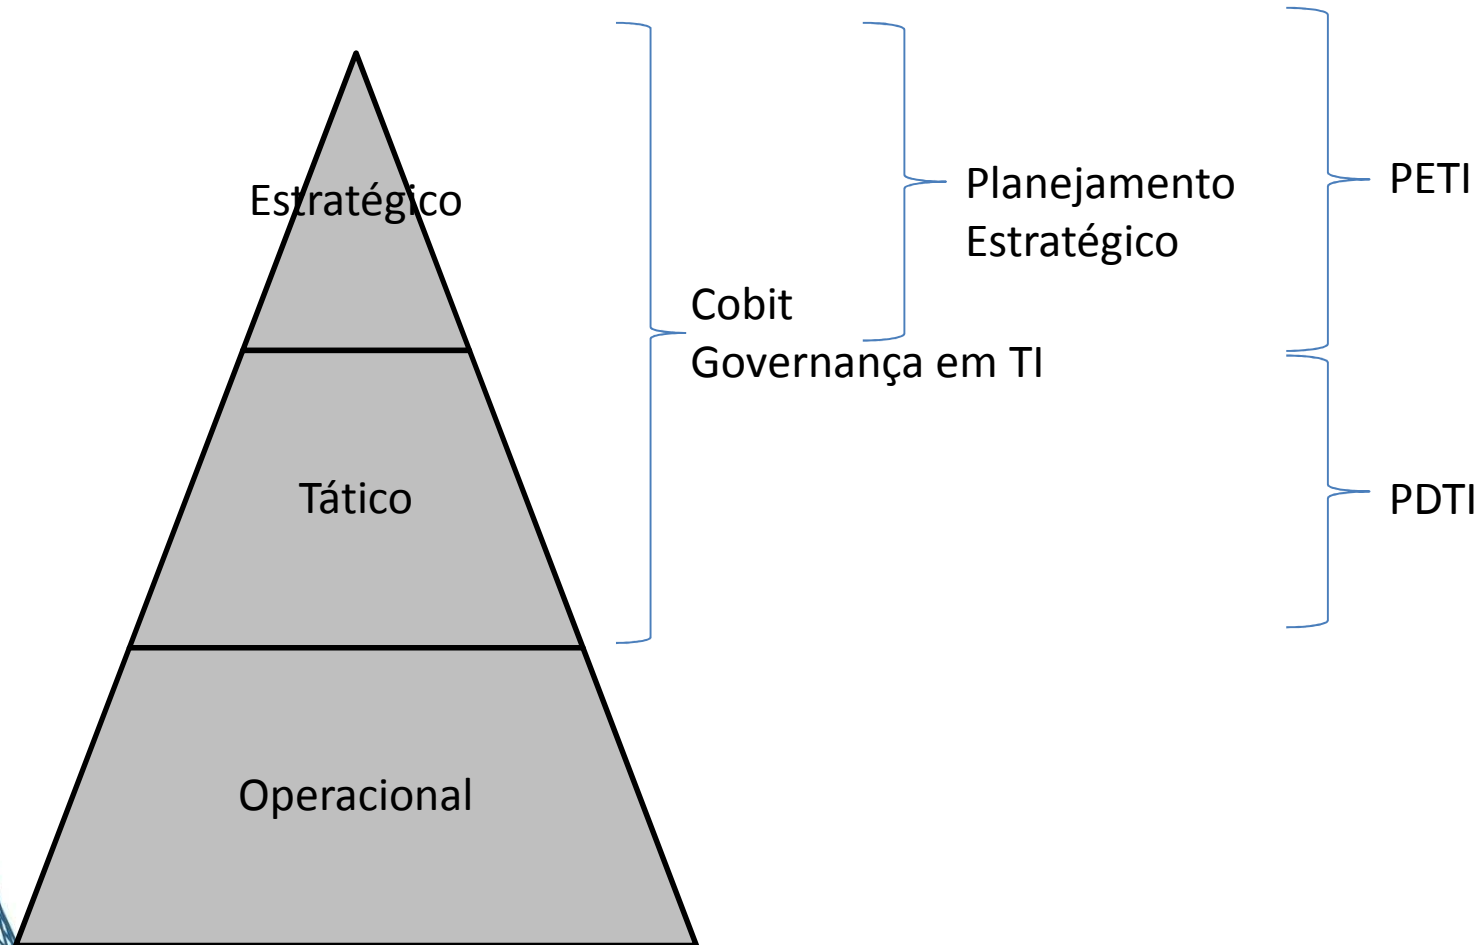 Estratégico
Tático
Operacional
Cobit
Governança em TI
Planejamento
Estratégico
PETI
PDTI